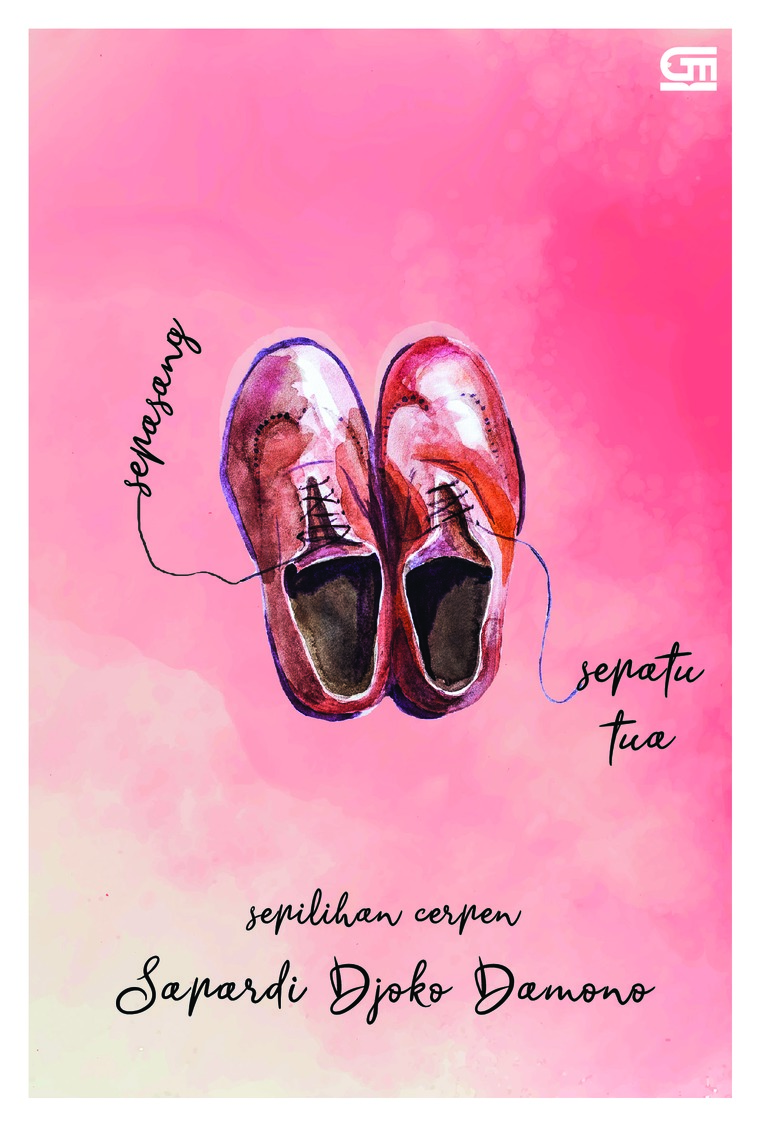 GM
sepasang
sepatu
tua
sepilihan cerpen
Sapardi Djoko Damono